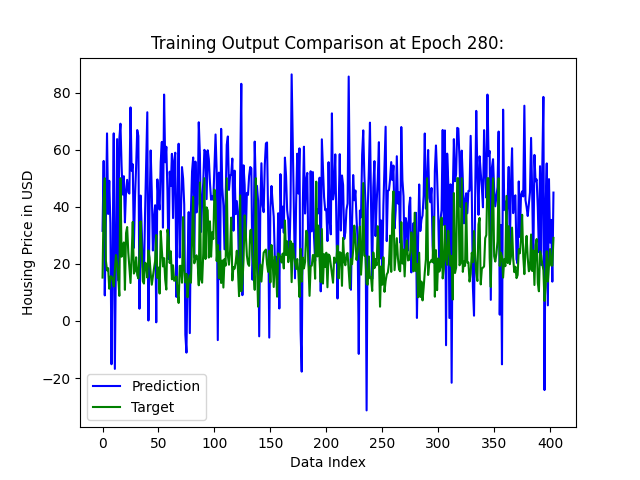 Training Output Comparison at Epoch 280:
Housing Price in USD
80
60
40
20
0
−20
Prediction
Target
0 50 100 150 200 250 300 350 400
Data Index